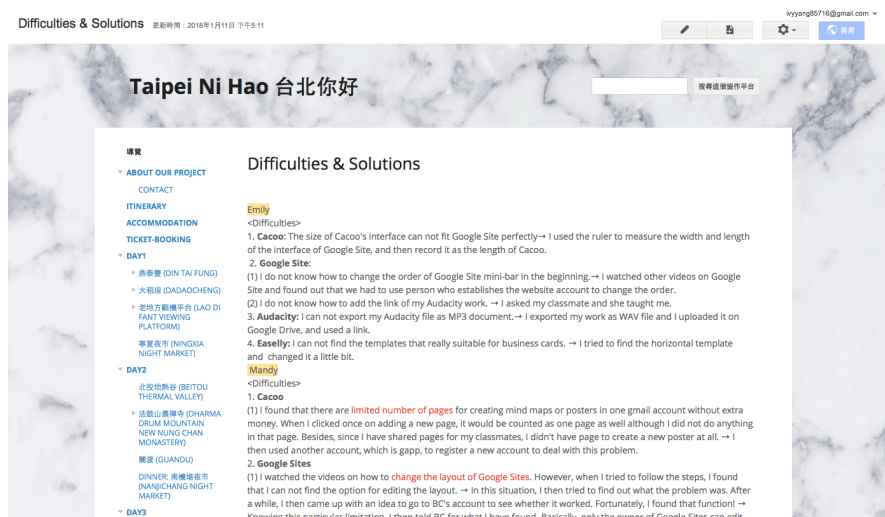 ivyyang85716@gmail.com
Difficulties & Solutions 更新時間：2018年1月11日 下午5:11
共用
Taipei Ni Hao 台北你好
搜尋這個協作平台
導覽
ABOUT OUR PROJECT
CONTACT
ITINERARY
ACCOMMODATION
TICKET-BOOKING
DAY1
鼎泰豐 (DIN TAI FUNG)
大稻埕 (DADAOCHENG)
老地方觀機平台 (LAO DI
FANT VIEWING
PLATFORM)
寧夏夜市 (NINGXIA
NIGHT MARKET)
DAY2
北投地熱谷 (BEITOU
THERMAL VALLEY)
法鼓山農禪寺 (DHARMA
DRUM MOUNTAIN
NEW NUNG CHAN
MONASTERY)
關渡 (GUANDU)
DINNER: 南機場夜市
(NANJICHANG NIGHT
MARKET)
DAY3
Difficulties & Solutions
Emily
<Difficulties>
1. Cacoo: The size of Cacoo's interface can not fit Google Site perfectly→ I used the ruler to measure the width and length
of the interface of Google Site, and then record it as the length of Cacoo.
2. Google Site:
(1) I do not know how to change the order of Google Site mini-bar in the beginning.→ I watched other videos on Google
Site and found out that we had to use person who establishes the website account to change the order.
(2) I do not know how to add the link of my Audacity work. → I asked my classmate and she taught me.
3. Audacity: I can not export my Audacity file as MP3 document.→ I exported my work as WAV file and I uploaded it on
Google Drive, and used a link.
4. Easelly: I can not find the templates that really suitable for business cards. → I tried to find the horizontal template
and changed it a little bit.
Mandy
<Difficulties>
1. Cacoo
(1) I found that there are limited number of pages for creating mind maps or posters in one gmail account without extra
money. When I clicked once on adding a new page, it would be counted as one page as well although I did not do anything
in that page. Besides, since I have shared pages for my classmates, I didn't have page to create a new poster at all. → I
then used another account, which is gapp, to register a new account to deal with this problem.
2. Google Sites
(1) I watched the videos on how to change the layout of Google Sites. However, when I tried to follow the steps, I found
that I can not find the option for editing the layout. → In this situation, I then tried to find out what the problem was. After
a while, I then came up with an idea to go to BC's account to see whether it worked. Fortunately, I found that function! →
Knowing this particular limitation, I then told BC for what I have found. Basically, only the owner of Google Sites can edit